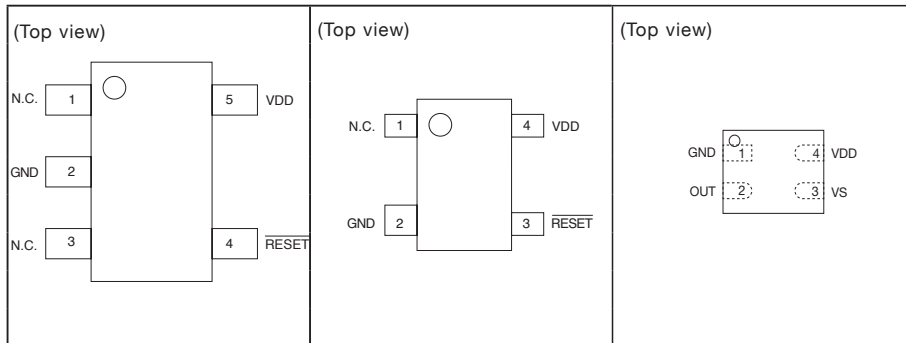 (Top view)
N.C. 1 5 VDD
GND 2
N.C. 3 4 RESET
(Top view)
N.C. 1 4 VDD
GND 2 3 RESET
(Top view)
GND 1 4 VDD
OUT 2 3 VS